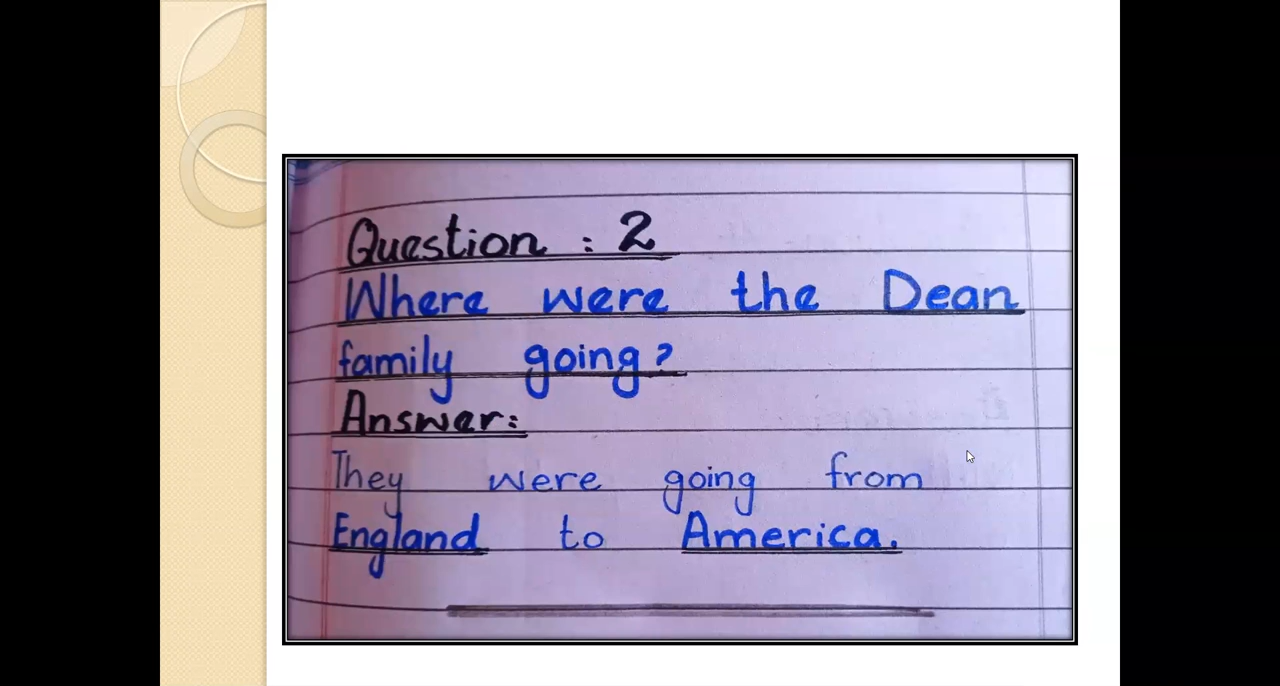 Question : 2
Where were the Dean
family going?
Answer:
They were going from
England to America.